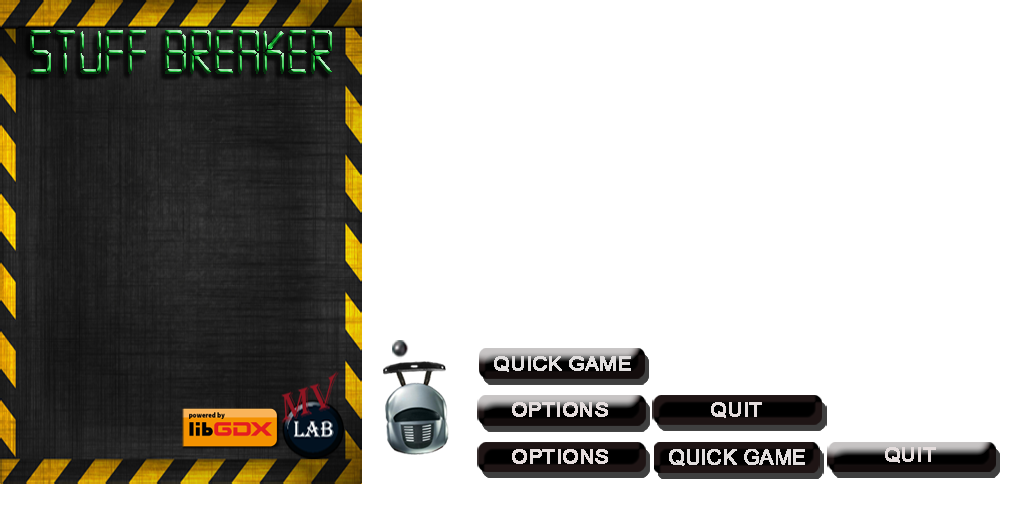 STUFF BREAKER
powered by
libGDX
MV
LAB
QUICK GAME
OPTIONS QUIT
OPTIONS QUICK GAME QUIT